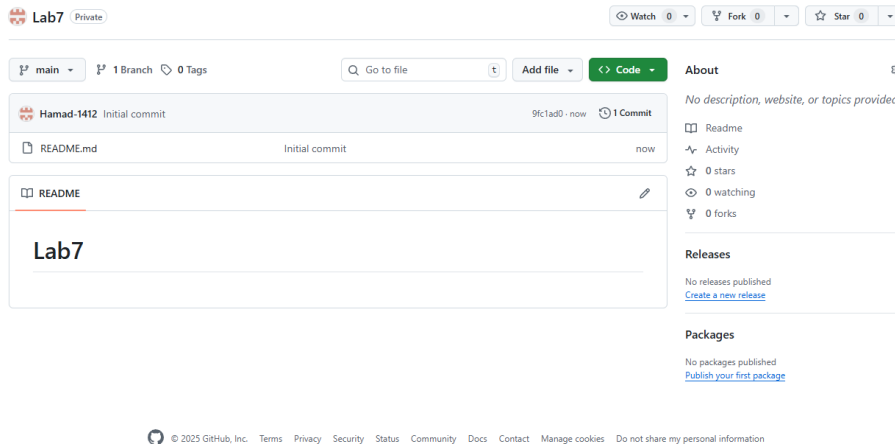 Lab7 Private
Watch 0 Fork 0 Star 0
main 1 Branch 0 Tags
Go to file t Add file Code
Hamad-1412 Initial commit 9fc1ad0 · now 1 Commit
README.md Initial commit now
README
Lab7
About
No description, website, or topics provided
Readme
Activity
0 stars
0 watching
0 forks
Releases
No releases published
Create a new release
Packages
No packages published
Publish your first package
© 2025 GitHub, Inc. Terms Privacy Security Status Community Docs Contact Manage cookies Do not share my personal information